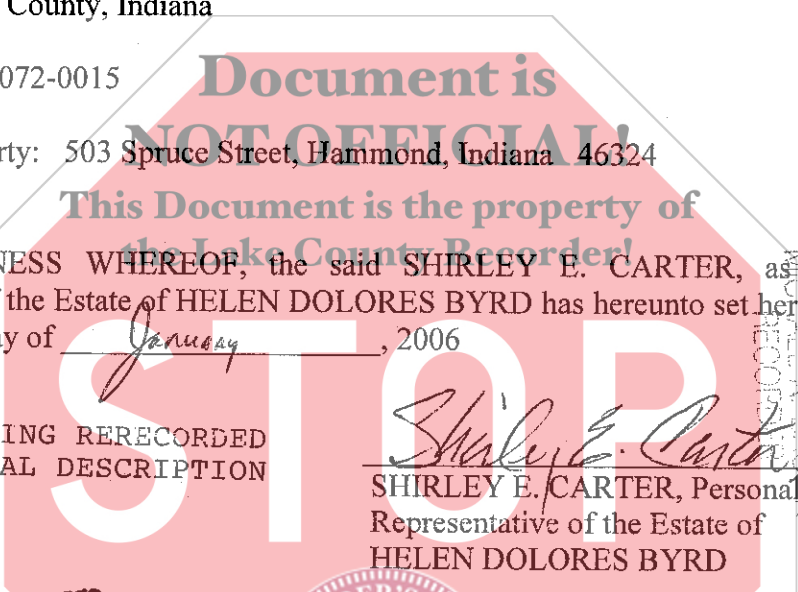 County, Indiana
072-0015
Document is
NOT OFFICIAL!
rty: 503 Spruce Street, Hammond, Indiana 46324
This Document is the property of
the Lake County Recorder!
NESS WHEREOF, the said SHIRLEY E. CARTER, as
f the Estate of HELEN DOLORES BYRD has hereunto set her
ay of January, 2006
STOP
ING RERECORDED
AL DESCRIPTION
Shirley E. Carter
SHIRLEY E. CARTER, Personal
Representative of the Estate of
HELEN DOLORES BYRD